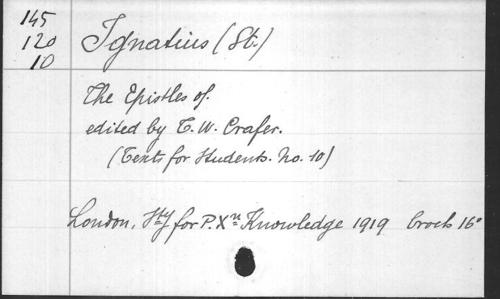 145
120
10
Ignatius (St.)
The Epistles of.
edited by T. W. Crafer.
(Texts for Students. No. 10)
London, Sty for P. Xn Knowledge 1919 broch 16°